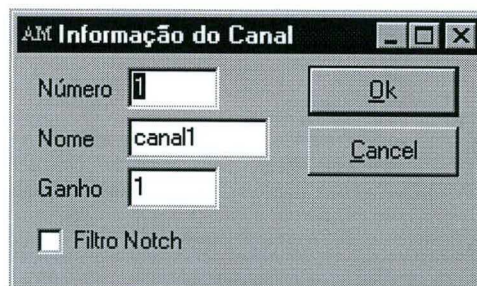 AM Informação do Canal
Número 1 Ok
Nome canal1 Cancel
Ganho 1
Filtro Notch